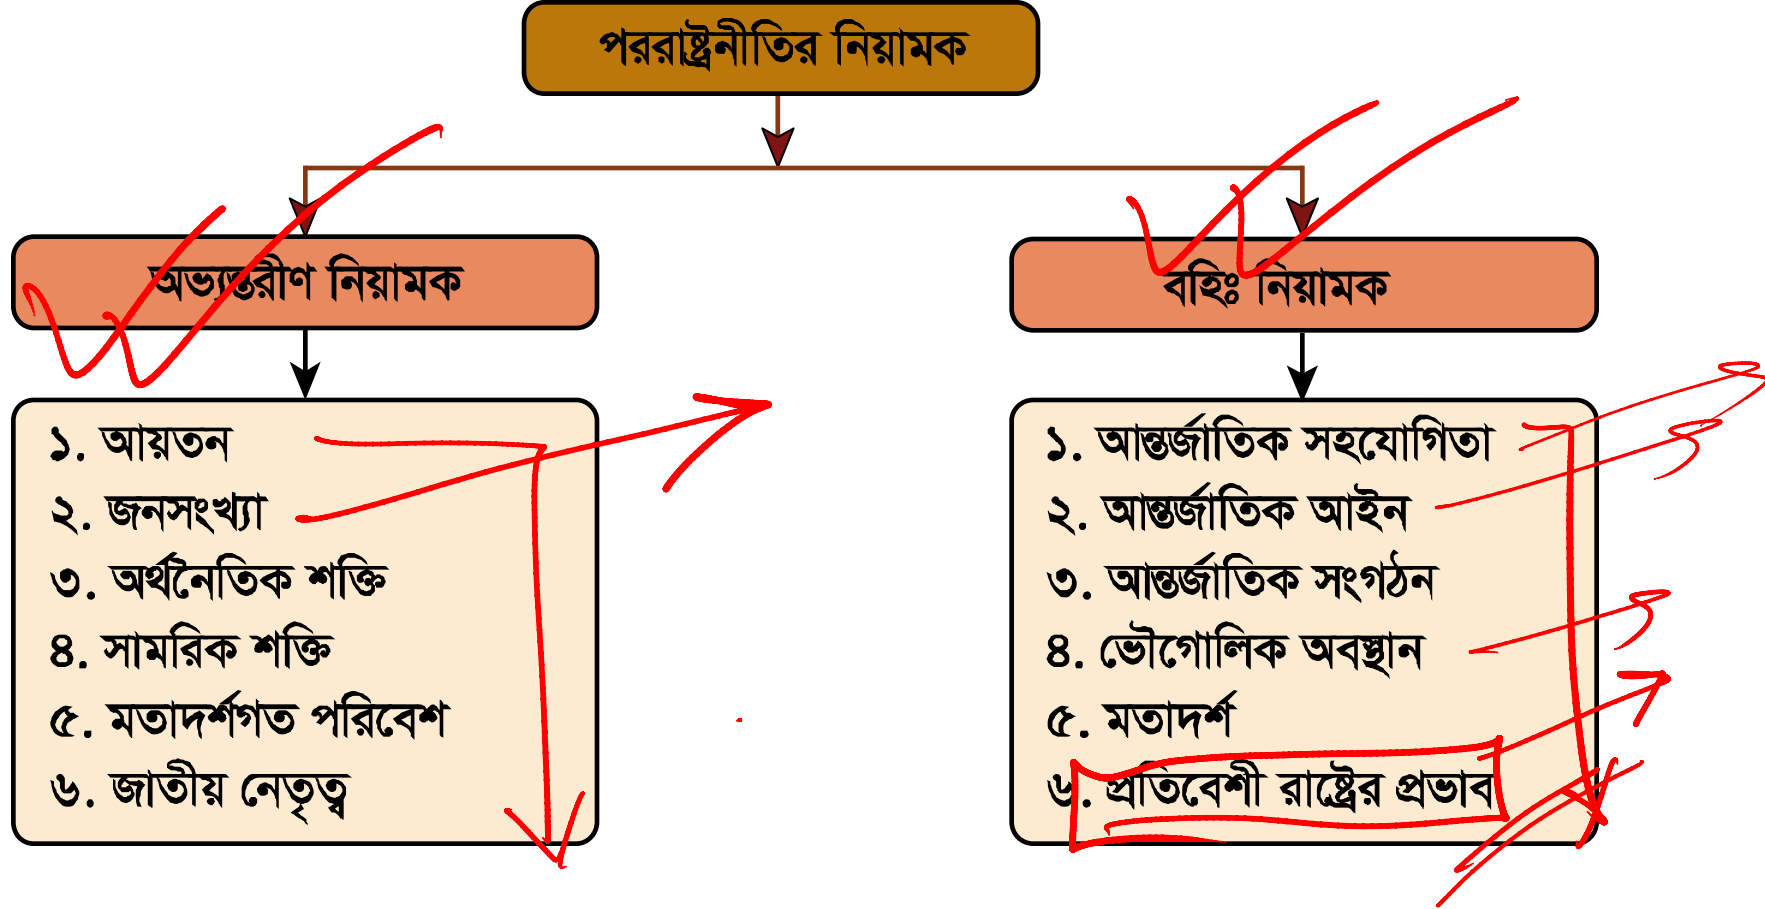 পররাষ্ট্রনীতির নিয়ামক
অভ্যন্তরীণ নিয়ামক
১. আয়তন
২. জনসংখ্যা
৩. অর্থনৈতিক শক্তি
৪. সামরিক শক্তি
৫. মতাদর্শগত পরিবেশ
৬. জাতীয় নেতৃত্ব
বহিঃ নিয়ামক
১. আন্তর্জাতিক সহযোগিতা
২. আন্তর্জাতিক আইন
৩. আন্তর্জাতিক সংগঠন
৪. ভৌগোলিক অবস্থান
৫. মতাদর্শ
৬. প্রতিবেশী রাষ্ট্রের প্রভাব